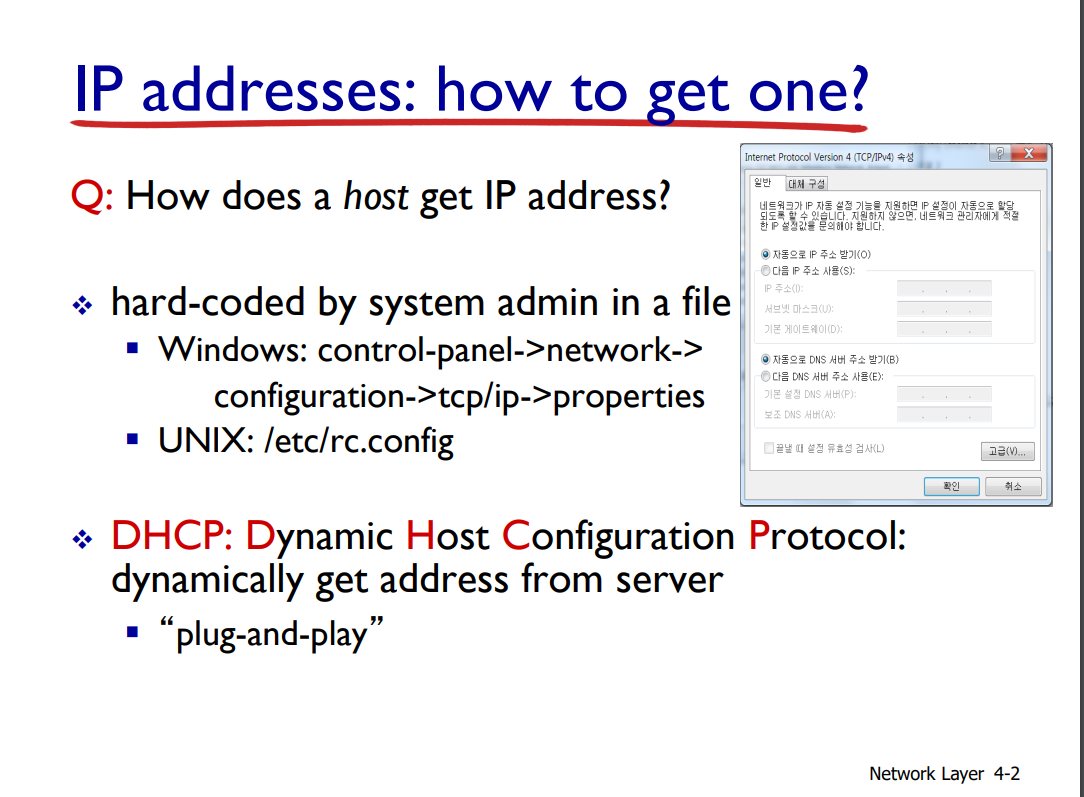 IP addresses: how to get one?
Q: How does a host get IP address?
❖ hard-coded by system admin in a file
▪ Windows: control-panel->network->
configuration->tcp/ip->properties
▪ UNIX: /etc/rc.config
❖ DHCP: Dynamic Host Configuration Protocol:
dynamically get address from server
▪ “plug-and-play”
Internet Protocol Version 4 (TCP/IPv4) 속성
일반 대체 구성
네트워크가 IP 자동 설정 기능을 지원하면 IP 설정이 자동으로 할당
되도록 할 수 있습니다. 지원하지 않으면, 네트워크 관리자에게 적절
한 IP 설정값을 문의해야 합니다.
자동으로 IP 주소 받기(O)
다음 IP 주소 사용(S):
IP 주소(I):
서브넷 마스크(U):
기본 게이트웨이(D):
자동으로 DNS 서버 주소 받기(B)
다음 DNS 서버 주소 사용(E):
기본 설정 DNS 서버(P):
보조 DNS 서버(A):
끝낼 때 설정 유효성 검사(L)
고급(V)...
확인 취소
Network Layer 4-2